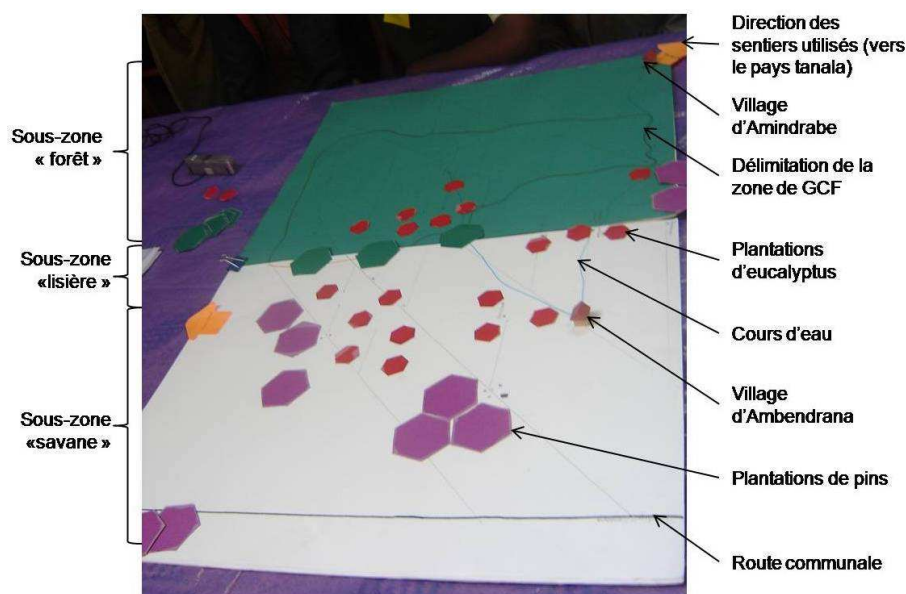 Direction des
sentiers utilisés (vers
le pays tanala)
Village
d'Amindrabe
Sous-zone
« forêt »
Délimitation de la
zone de GCF
Plantations
d'eucalyptus
Sous-zone
«lisière »
Cours d'eau
Village
d'Ambendrana
Sous-zone
«savane »
Plantations de pins
Route communale